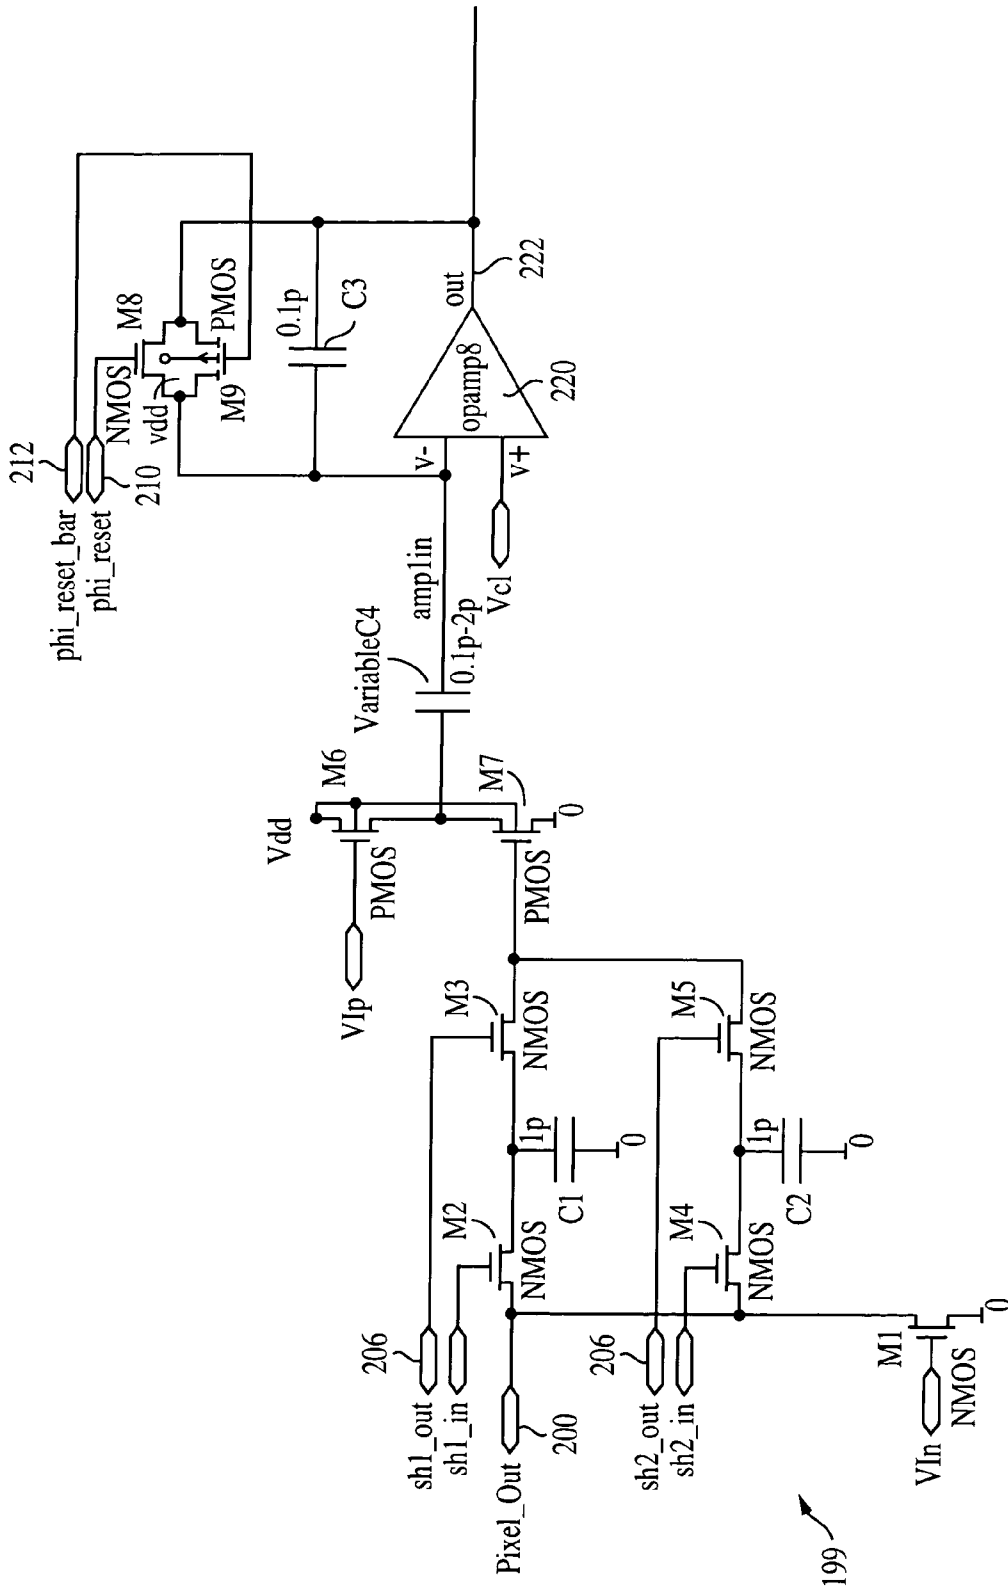 phi_reset_bar
212
phi_reset
210
NMOS
M8
vdd
M9
PMOS
0.1p
C3
v-
opamp8
out
222
v+
220
Vcl
amp1in
VariableC4
0.1p-2p
Vdd
M6
PMOS
VIp
M7
PMOS
0
sh1_out
206
sh1_in
M2
NMOS
M3
NMOS
1p
C1
0
Pixel_Out
200
sh2_out
206
sh2_in
M4
NMOS
M5
NMOS
1p
C2
0
VIn
M1
NMOS
0
199